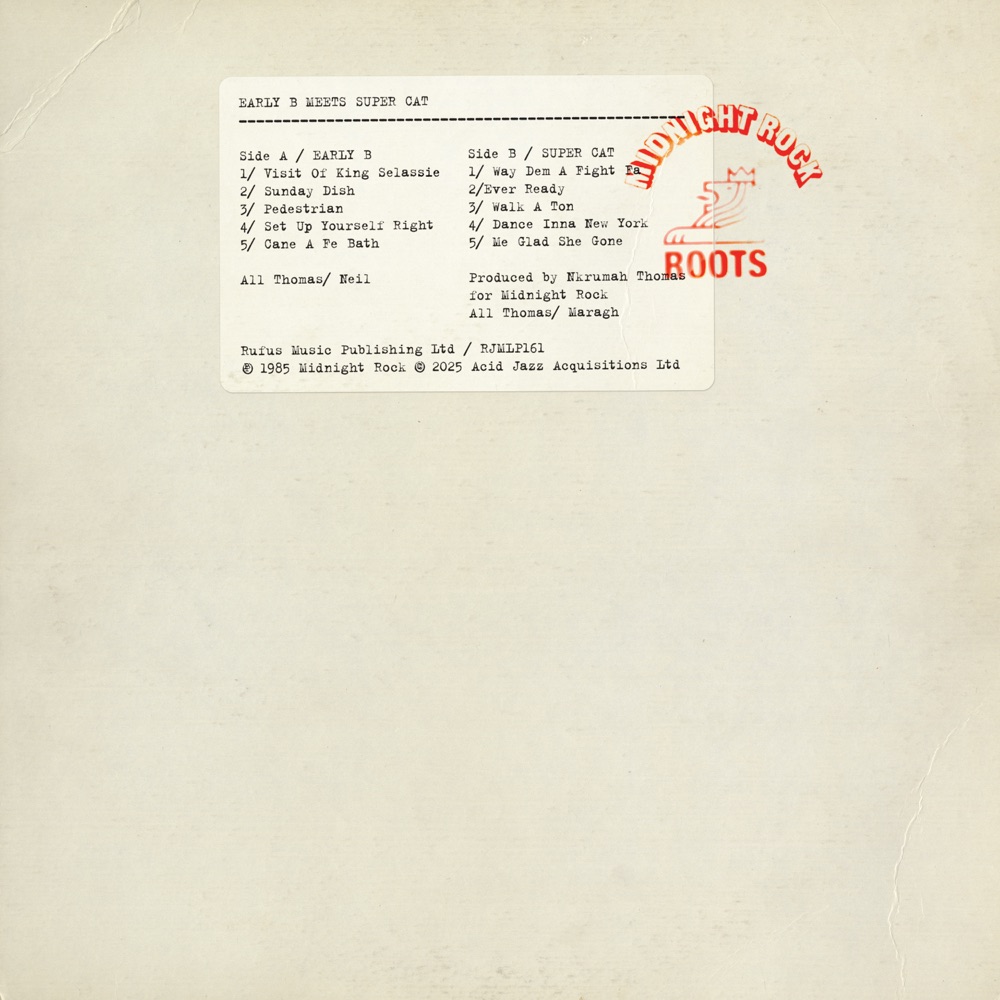 EARLY B MEETS SUPER CAT
Side A / EARLY B
1/ Visit Of King Selassie
2/ Sunday Dish
3/ Pedestrian
4/ Set Up Yourself Right
5/ Cane A Fe Bath
All Thomas/ Neil
Side B / SUPER CAT
1/ Way Dem A Fight Fa
2/Ever Ready
3/ Walk A Ton
4/ Dance Inna New York
5/ Me Glad She Gone
Produced by Nkrumah Thomas
for Midnight Rock
All Thomas/ Maragh
Rufus Music Publishing Ltd / RJMLP161
℗ 1985 Midnight Rock © 2025 Acid Jazz Acquisitions Ltd
MIDNIGHT ROCK
ROOTS